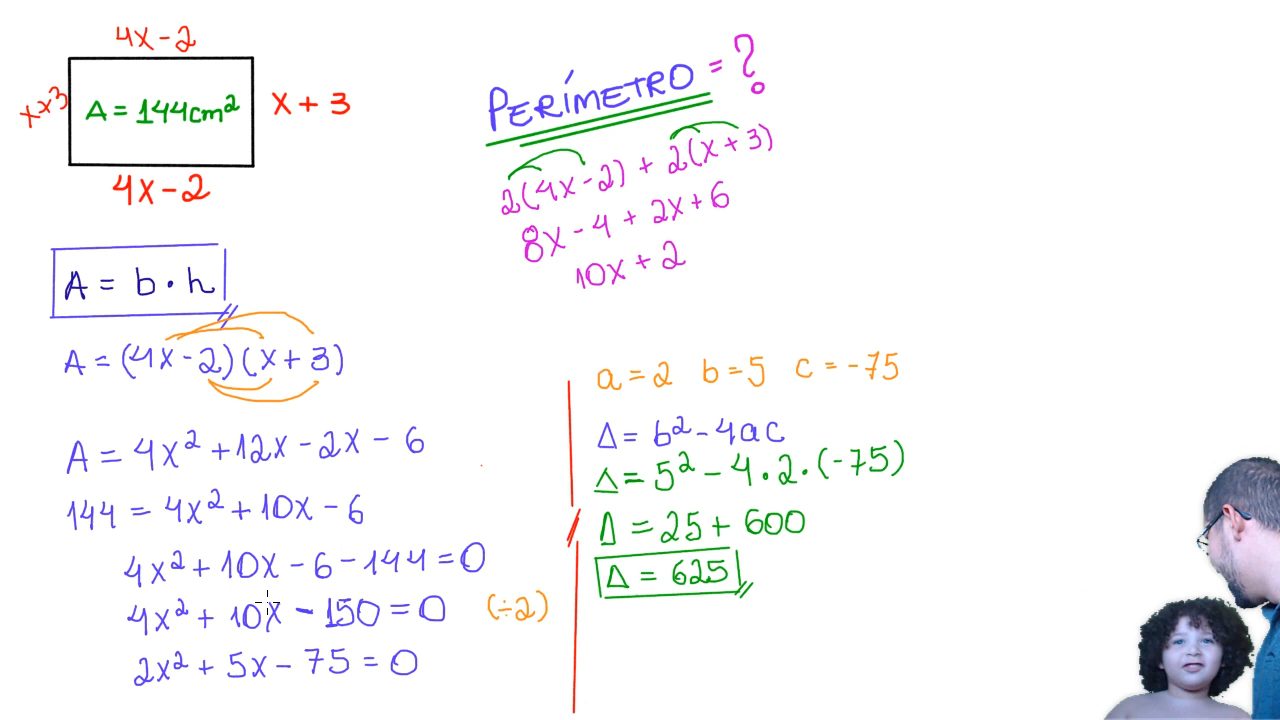 4x - 2
A = 144cm²
x + 3
4x - 2
PERÍMETRO = ?
2(4x - 2) + 2(x + 3)
8x - 4 + 2x + 6
10x + 2
A = b · h
A = (4x - 2)(x + 3)
A = 4x² + 12x - 2x - 6
144 = 4x² + 10x - 6
4x² + 10x - 6 - 144 = 0
4x² + 10x - 150 = 0 (÷2)
2x² + 5x - 75 = 0
a = 2 b = 5 c = -75
Δ = b² - 4ac
Δ = 5² - 4 · 2 · (-75)
Δ = 25 + 600
Δ = 625